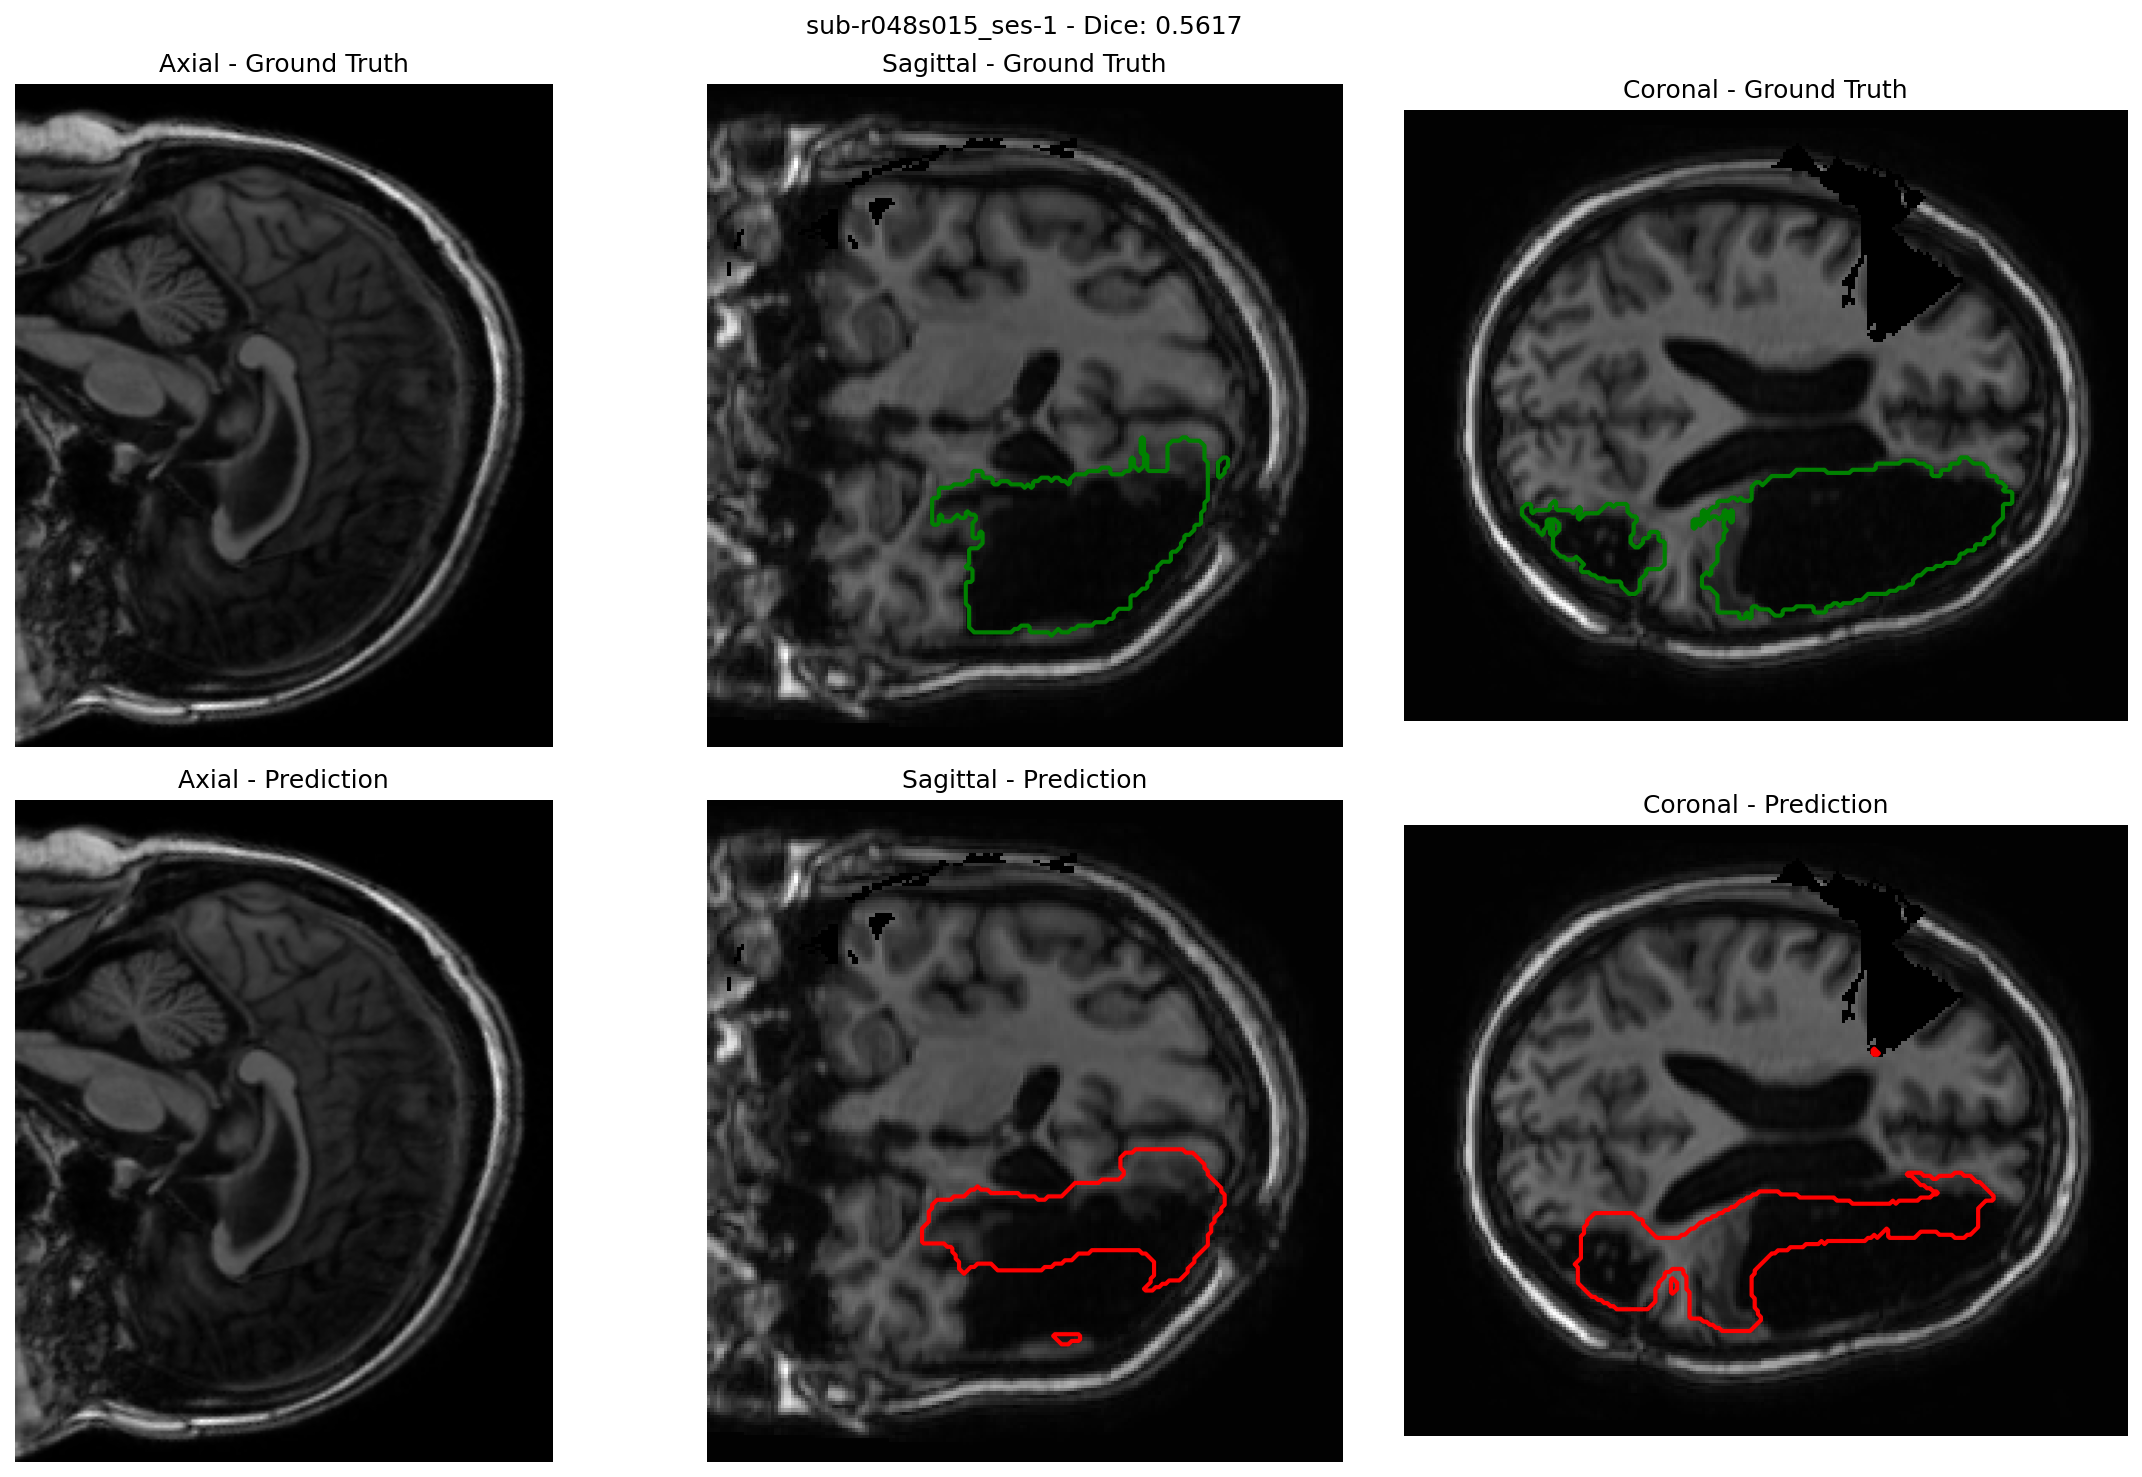 sub-r048s015_ses-1 - Dice: 0.5617
Axial - Ground Truth
Sagittal - Ground Truth
Coronal - Ground Truth
Axial - Prediction
Sagittal - Prediction
Coronal - Prediction